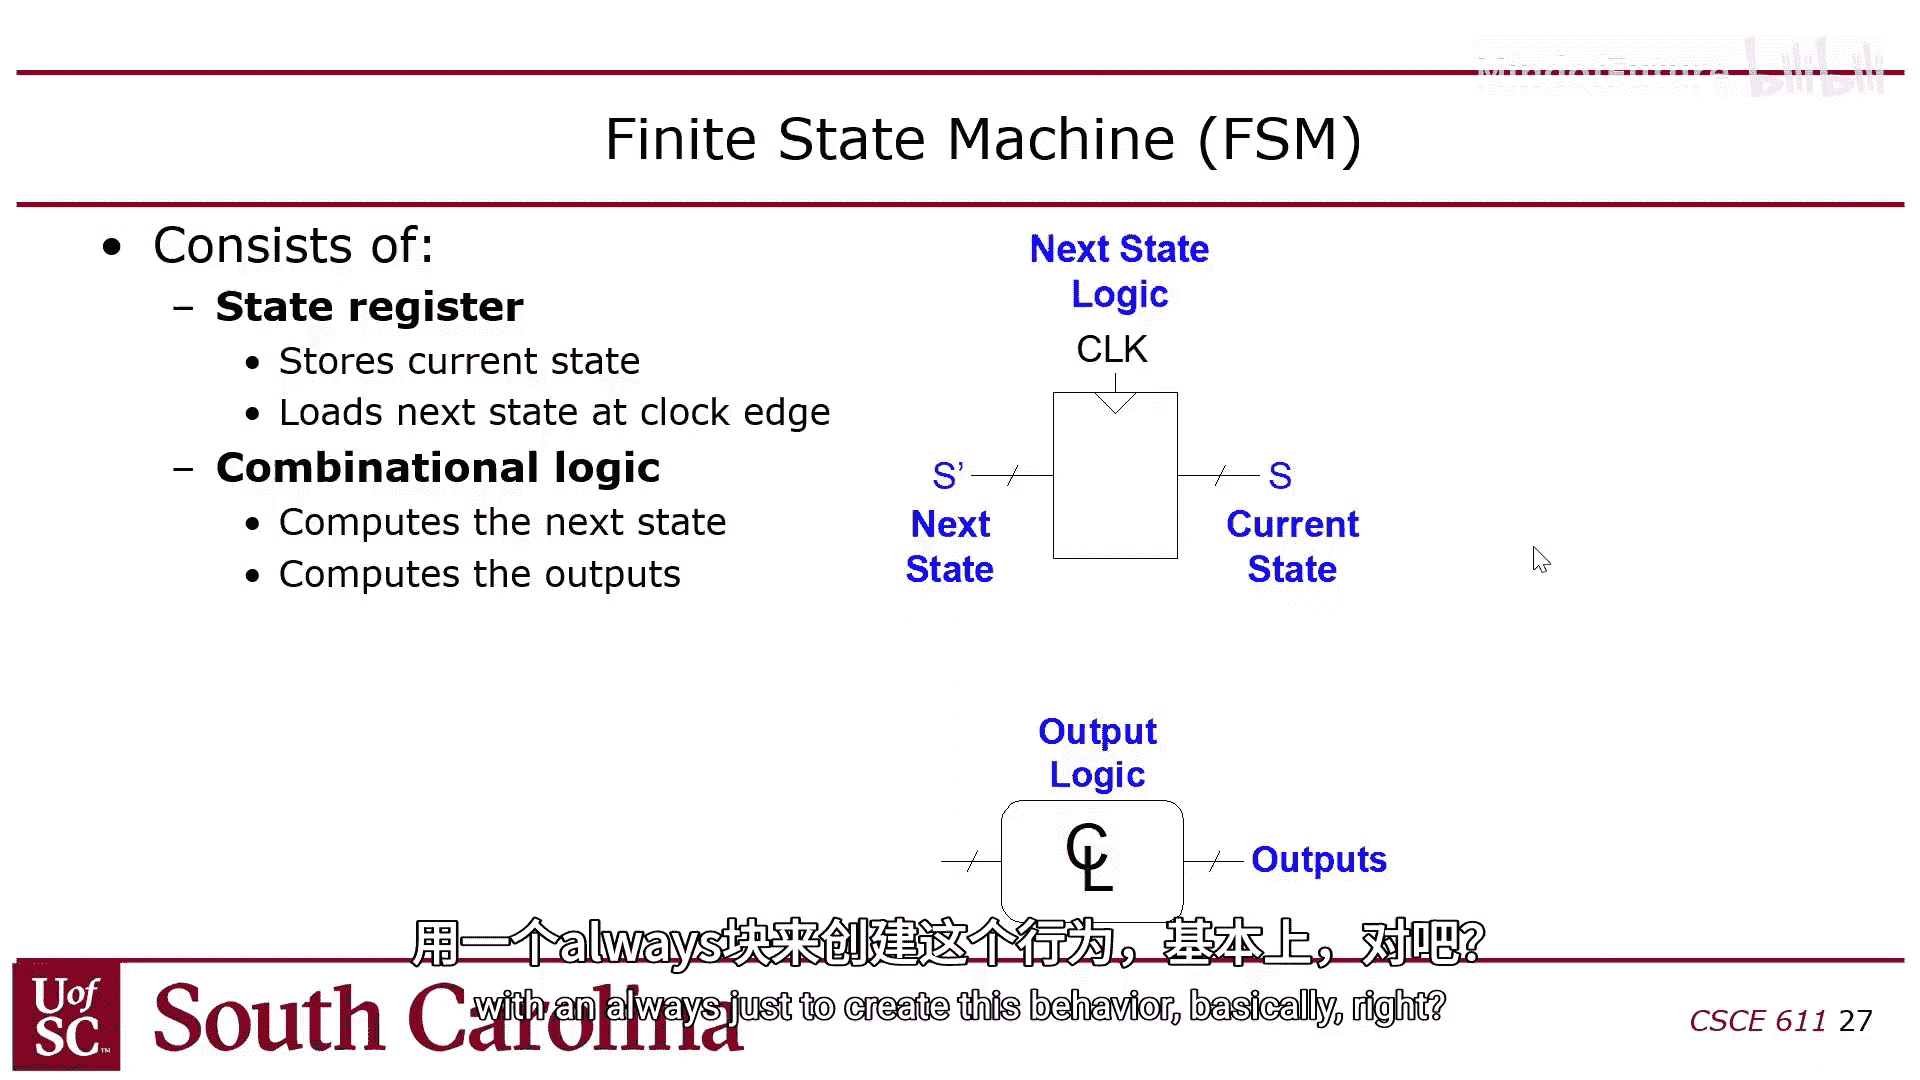 bilibili
Finite State Machine (FSM)
• Consists of:
– State register
• Stores current state
• Loads next state at clock edge
– Combinational logic
• Computes the next state
• Computes the outputs
Next State
Logic
CLK
S’
S
Next
State
Current
State
Output
Logic
CL
Outputs
用一个always块来创建这个行为，基本上，对吧？
with an always just to create this behavior, basically, right?
UofSC™
South Carolina
CSCE 611 27